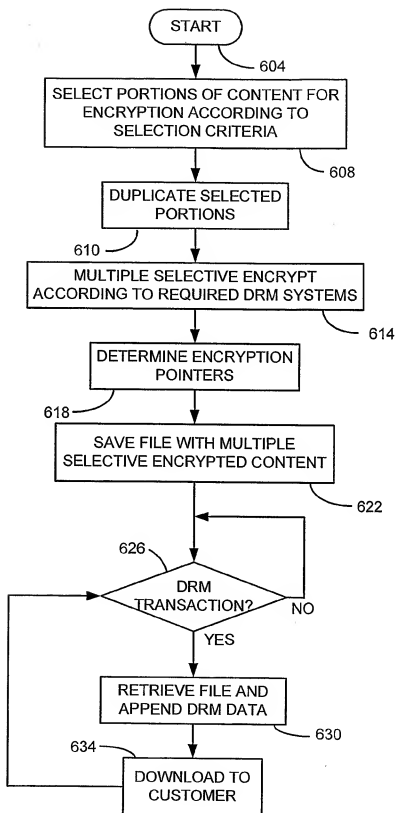 START
604
SELECT PORTIONS OF CONTENT FOR
ENCRYPTION ACCORDING TO
SELECTION CRITERIA
608
DUPLICATE SELECTED
PORTIONS
610
MULTIPLE SELECTIVE ENCRYPT
ACCORDING TO REQUIRED DRM SYSTEMS
614
DETERMINE ENCRYPTION
POINTERS
618
SAVE FILE WITH MULTIPLE
SELECTIVE ENCRYPTED CONTENT
622
626
DRM
TRANSACTION?
NO
YES
RETRIEVE FILE AND
APPEND DRM DATA
630
634
DOWNLOAD TO
CUSTOMER